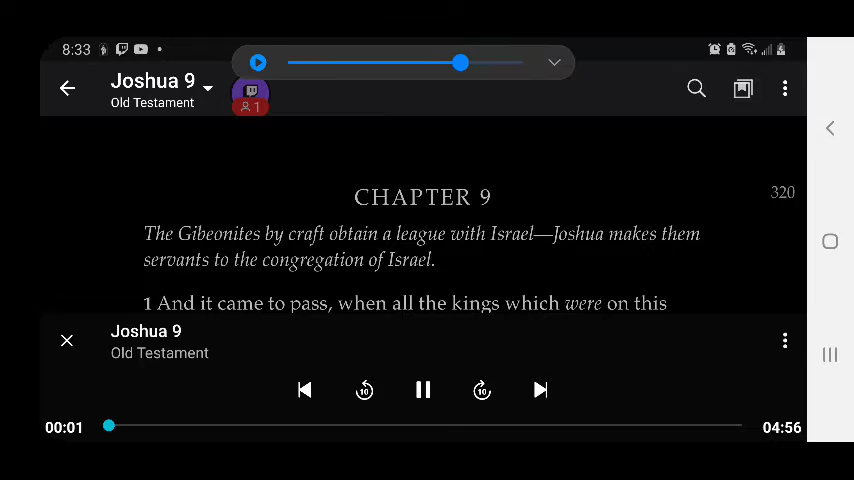 8:33
Joshua 9
Old Testament
1
CHAPTER 9
320
The Gibeonites by craft obtain a league with Israel—Joshua makes them
servants to the congregation of Israel.
1 And it came to pass, when all the kings which were on this
Joshua 9
Old Testament
10
10
00:01
04:56